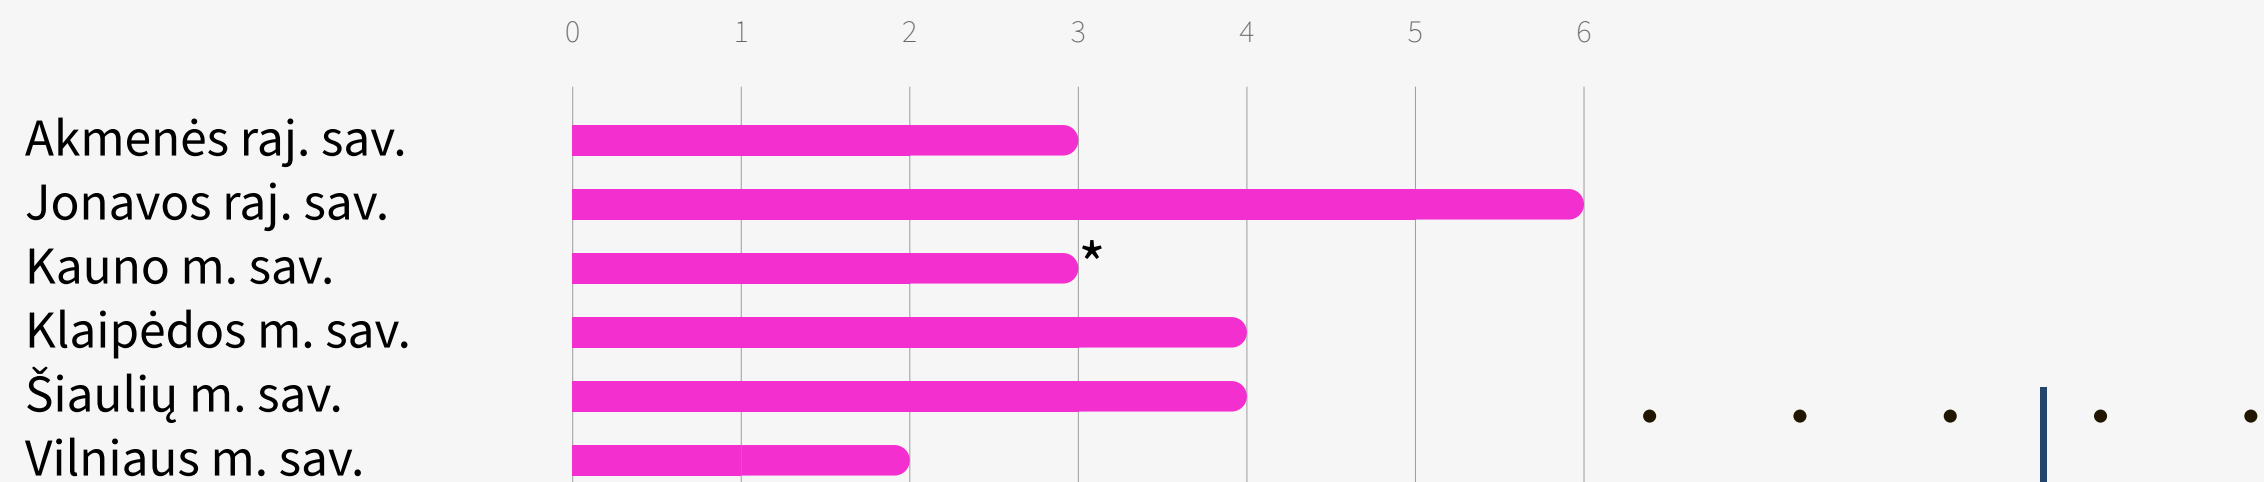 0 1 2 3 4 5 6
Akmenės raj. sav.
Jonavos raj. sav.
Kauno m. sav. *
Klaipėdos m. sav.
Šiaulių m. sav.
Vilniaus m. sav.